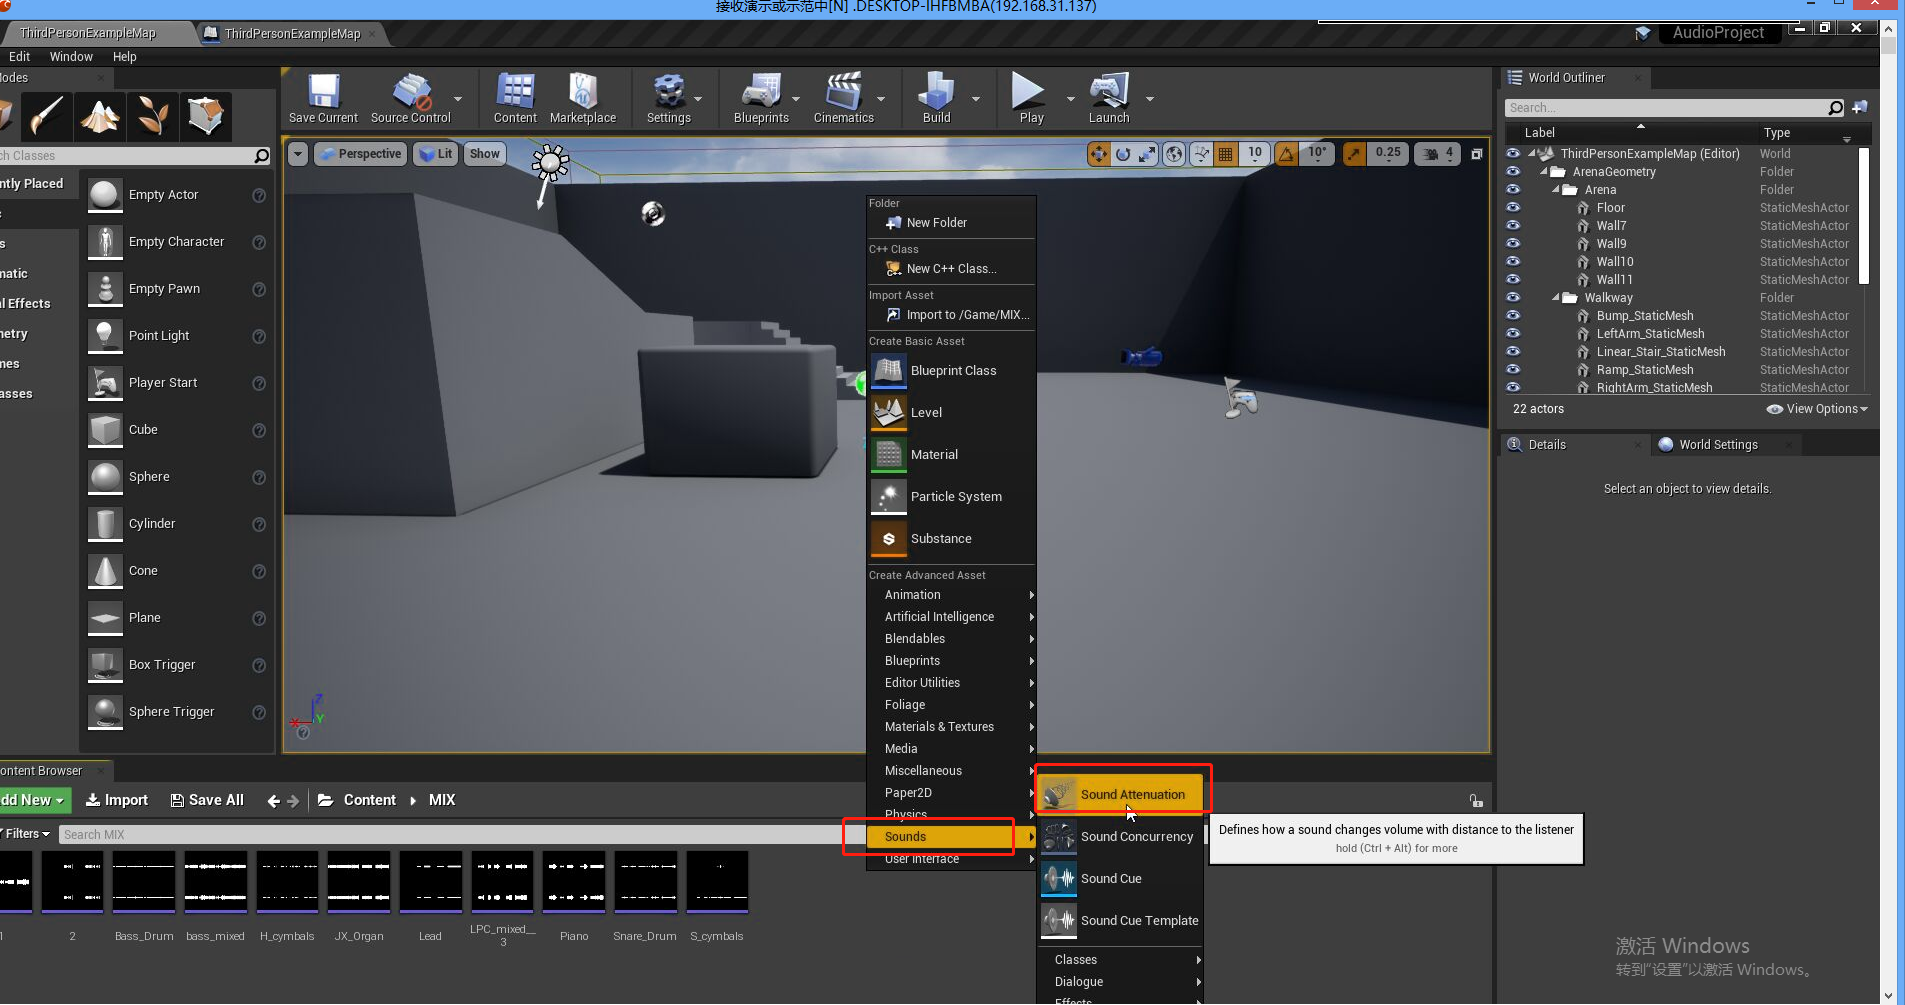 接收演示或示范中[N] .DESKTOP-IHFBMBA(192.168.31.137)
ThirdPersonExampleMap
ThirdPersonExampleMap
AudioProject
Edit Window Help
Save Current
Source Control
Content
Marketplace
Settings
Blueprints
Cinematics
Build
Play
Launch
ch Classes
ntly Placed
matic
l Effects
metry
mes
asses
Empty Actor
Empty Character
Empty Pawn
Point Light
Player Start
Cube
Sphere
Cylinder
Cone
Plane
Box Trigger
Sphere Trigger
Perspective
Lit
Show
10
10°
0.25
4
Z
X
Y
Folder
New Folder
C++ Class
New C++ Class...
Import Asset
Import to /Game/MIX...
Create Basic Asset
Blueprint Class
Level
Material
Particle System
Substance
Create Advanced Asset
Animation
Artificial Intelligence
Blendables
Blueprints
Editor Utilities
Foliage
Materials & Textures
Media
Miscellaneous
Paper2D
Physics
Sounds
User Interface
Sound Attenuation
Sound Concurrency
Sound Cue
Sound Cue Template
Classes
Dialogue
Effects
Defines how a sound changes volume with distance to the listener
hold (Ctrl + Alt) for more
World Outliner
Search...
Label Type
ThirdPersonExampleMap (Editor) World
ArenaGeometry Folder
Arena Folder
Floor StaticMeshActor
Wall7 StaticMeshActor
Wall9 StaticMeshActor
Wall10 StaticMeshActor
Wall11 StaticMeshActor
Walkway Folder
Bump_StaticMesh StaticMeshActor
LeftArm_StaticMesh StaticMeshActor
Linear_Stair_StaticMesh StaticMeshActor
Ramp_StaticMesh StaticMeshActor
RightArm_StaticMesh StaticMeshActor
22 actors View Options
Details
World Settings
Select an object to view details.
ontent Browser
dd New
Import
Save All
Content
MIX
Filters
Search MIX
1
2
Bass_Drum
bass_mixed
H_cymbals
JX_Organ
Lead
LPC_mixed__
3
Piano
Snare_Drum
S_cymbals
激活 Windows
转到"设置"以激活 Windows。